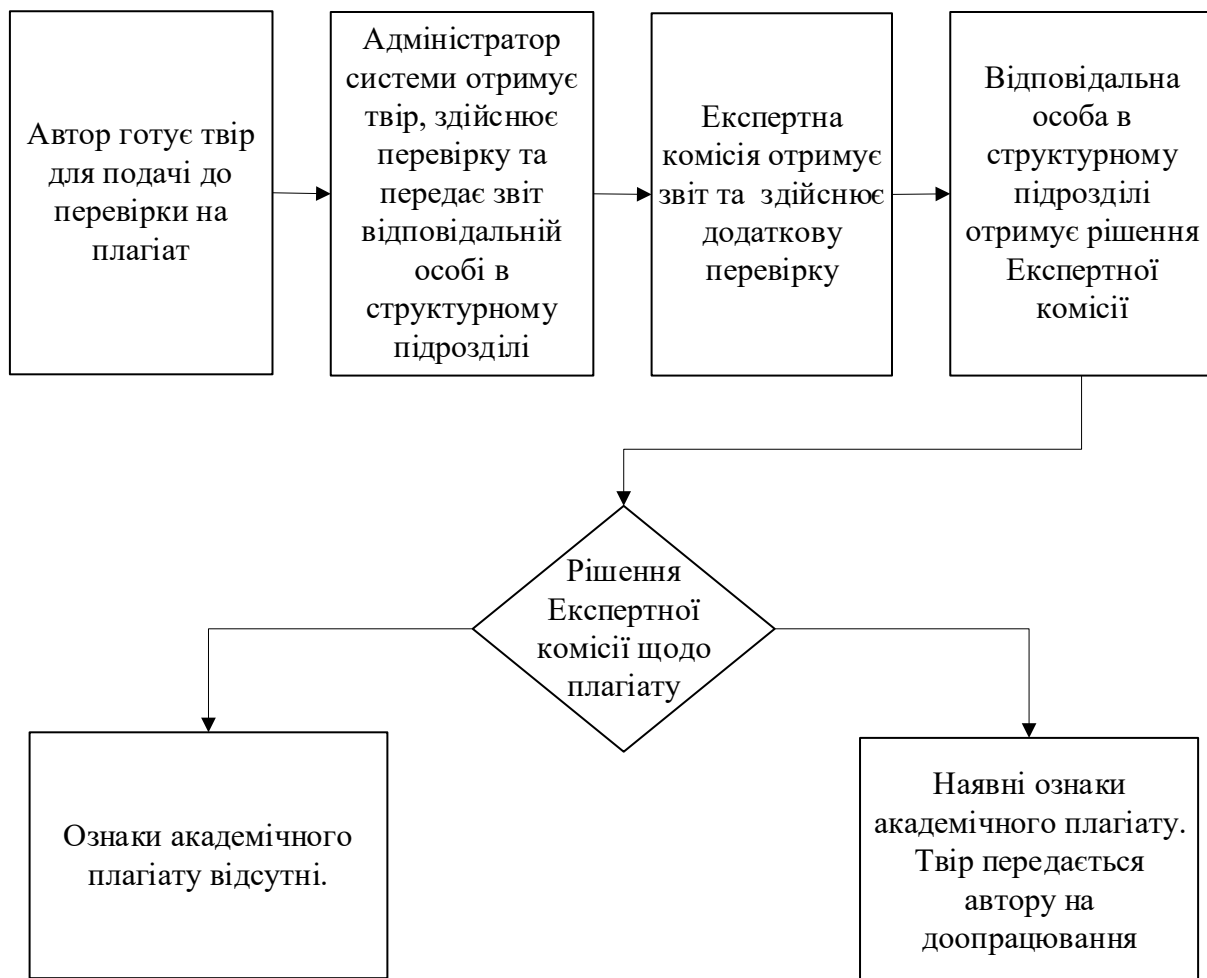 Автор готує твір
для подачі до
перевірки на
плагіат
Адміністратор
системи отримує
твір, здійснює
перевірку та
передає звіт
відповідальній
особі в
структурному
підрозділі
Експертна
комісія отримує
звіт та здійснює
додаткову
перевірку
Відповідальна
особа в
структурному
підрозділі
отримує рішення
Експертної
комісії
Рішення
Експертної
комісії щодо
плагіату
Ознаки академічного
плагіату відсутні.
Наявні ознаки
академічного плагіату.
Твір передається
автору на
доопрацювання